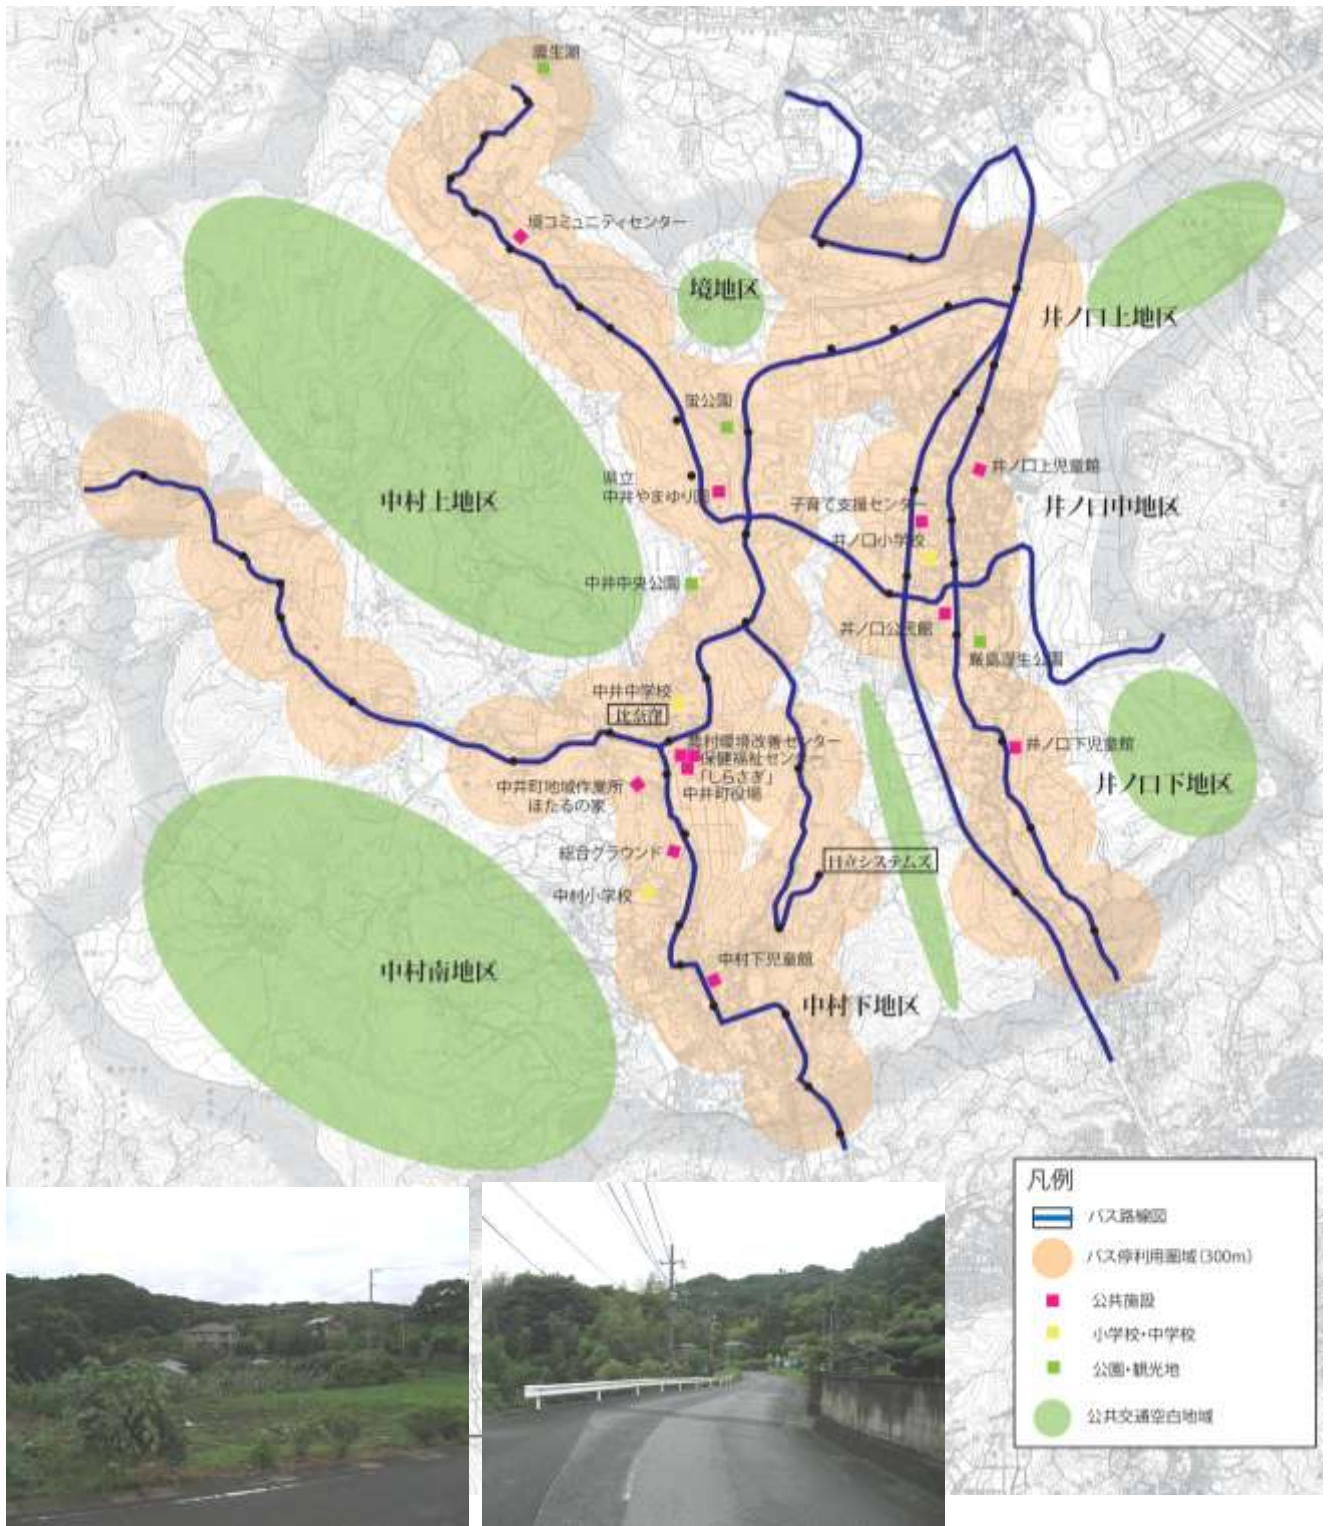 震生湖
境コミュニティセンター
境地区
井ノ口上地区
蛍公園
井ノ口上児童館
県立
中井やまゆり園
中村上地区
子育て支援センター
井ノ口中地区
井ノ口小学校
中井中央公園
井ノ口公民館
厳島湿生公園
中井中学校
比奈窪
農村環境改善センター
保健福祉センター
「しらさぎ」
中井町役場
井ノ口下児童館
井ノ口下地区
中井町地域作業所
ほたるの家
総合グラウンド
日立システムズ
中村小学校
中村南地区
中村下児童館
中村下地区
凡例
バス路線図
バス停利用圏域（300m）
公共施設
小学校・中学校
公園・観光地
公共交通空白地域